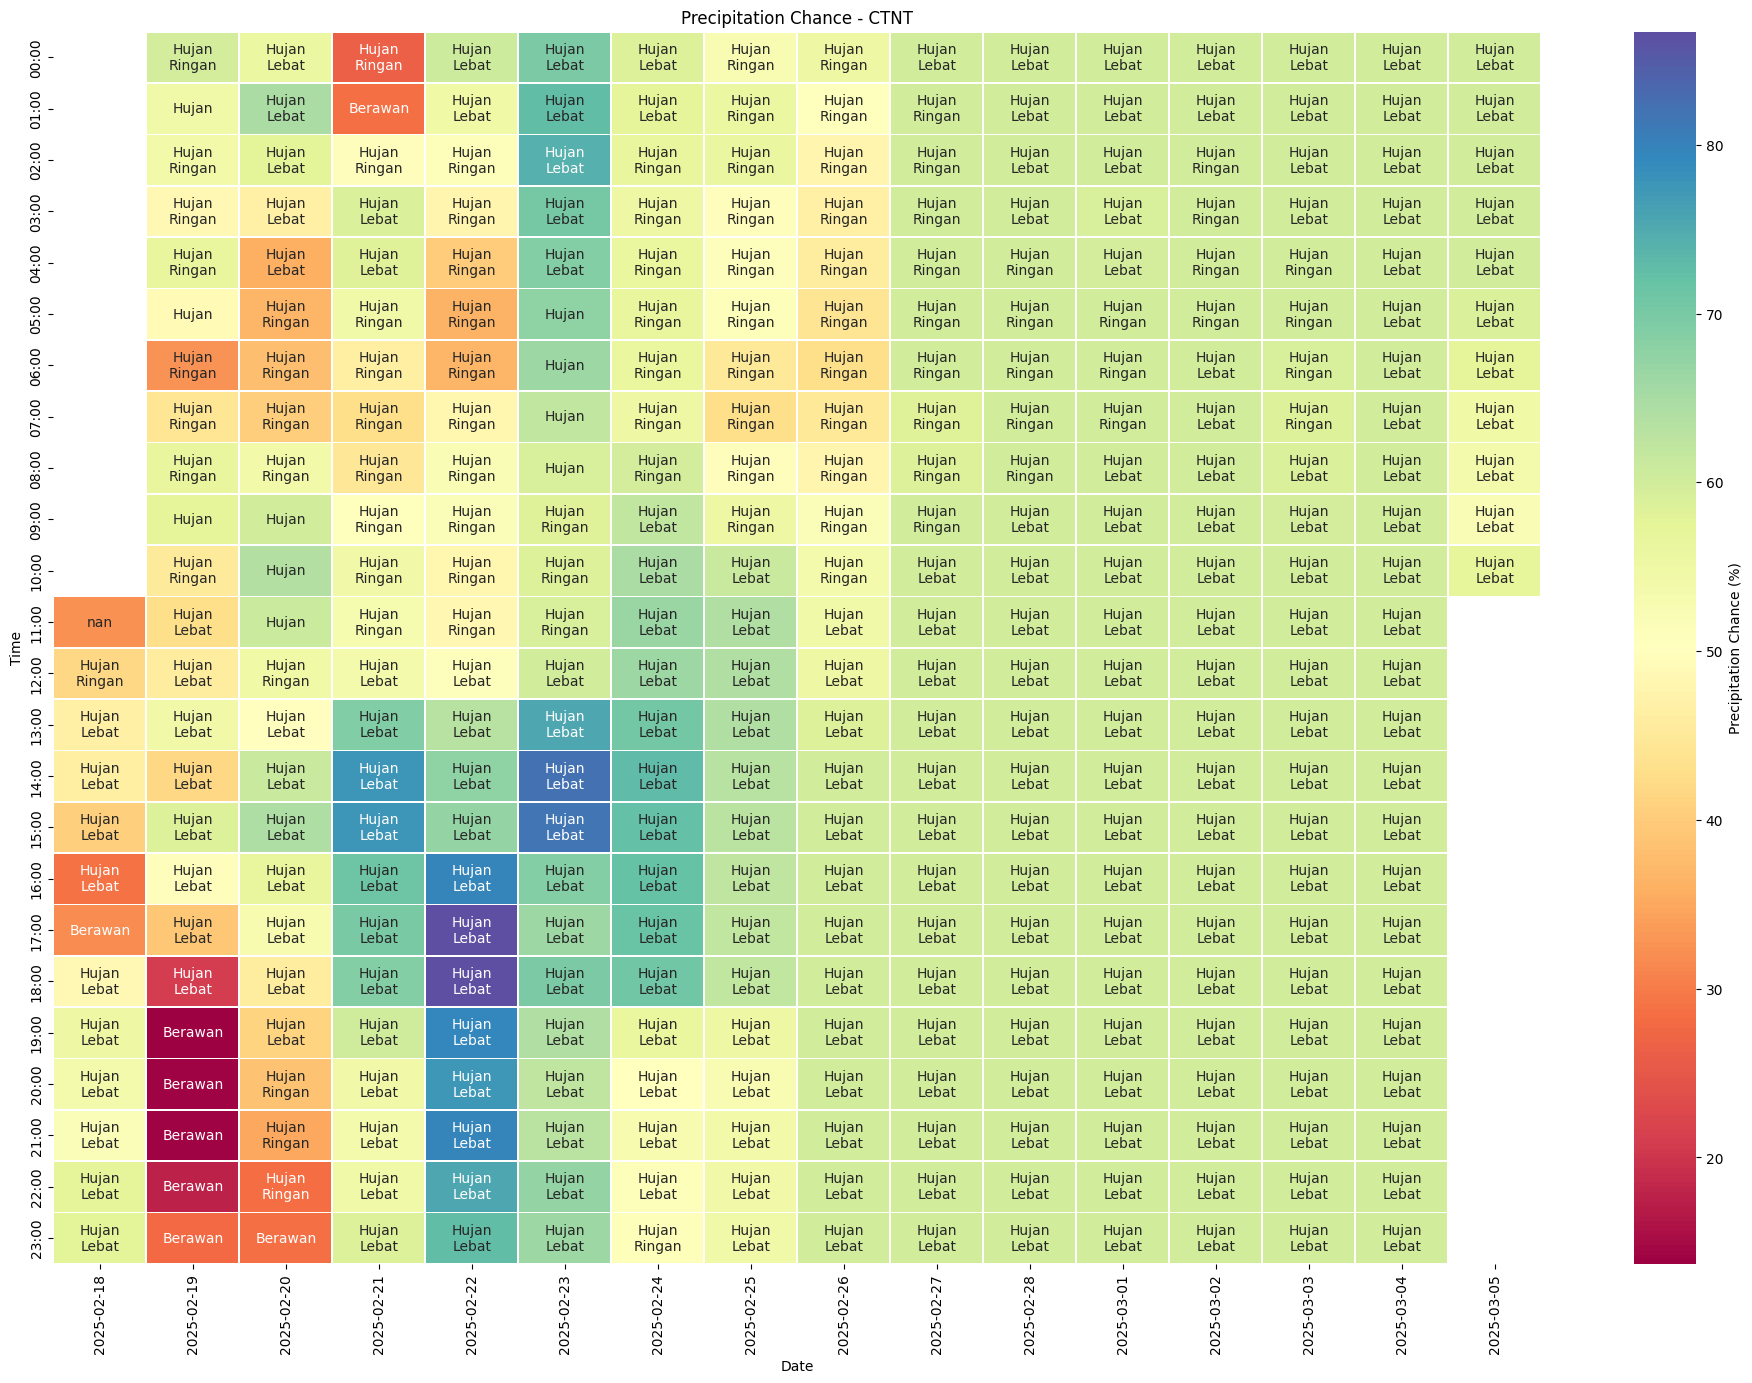 Precipitation Chance - CTNT
00:00 Hujan Ringan Hujan Lebat Hujan Ringan Hujan Lebat Hujan Lebat Hujan Lebat Hujan Ringan Hujan Ringan Hujan Lebat Hujan Lebat Hujan Lebat Hujan Lebat Hujan Lebat Hujan Lebat Hujan Lebat
01:00 Hujan Hujan Lebat Berawan Hujan Lebat Hujan Lebat Hujan Lebat Hujan Ringan Hujan Ringan Hujan Ringan Hujan Lebat Hujan Lebat Hujan Lebat Hujan Lebat Hujan Lebat Hujan Lebat
02:00 Hujan Ringan Hujan Lebat Hujan Ringan Hujan Ringan Hujan Lebat Hujan Ringan Hujan Ringan Hujan Ringan Hujan Ringan Hujan Lebat Hujan Lebat Hujan Ringan Hujan Lebat Hujan Lebat Hujan Lebat
03:00 Hujan Ringan Hujan Lebat Hujan Lebat Hujan Ringan Hujan Lebat Hujan Ringan Hujan Ringan Hujan Ringan Hujan Ringan Hujan Lebat Hujan Lebat Hujan Ringan Hujan Lebat Hujan Lebat Hujan Lebat
04:00 Hujan Ringan Hujan Lebat Hujan Lebat Hujan Ringan Hujan Lebat Hujan Ringan Hujan Ringan Hujan Ringan Hujan Ringan Hujan Ringan Hujan Lebat Hujan Ringan Hujan Ringan Hujan Lebat Hujan Lebat
05:00 Hujan Hujan Ringan Hujan Ringan Hujan Ringan Hujan Hujan Ringan Hujan Ringan Hujan Ringan Hujan Ringan Hujan Ringan Hujan Ringan Hujan Ringan Hujan Ringan Hujan Lebat Hujan Lebat
06:00 Hujan Ringan Hujan Ringan Hujan Ringan Hujan Ringan Hujan Hujan Ringan Hujan Ringan Hujan Ringan Hujan Ringan Hujan Ringan Hujan Ringan Hujan Lebat Hujan Ringan Hujan Lebat Hujan Lebat
07:00 Hujan Ringan Hujan Ringan Hujan Ringan Hujan Ringan Hujan Hujan Ringan Hujan Ringan Hujan Ringan Hujan Ringan Hujan Ringan Hujan Ringan Hujan Lebat Hujan Ringan Hujan Lebat Hujan Lebat
08:00 Hujan Ringan Hujan Ringan Hujan Ringan Hujan Ringan Hujan Hujan Ringan Hujan Ringan Hujan Ringan Hujan Ringan Hujan Ringan Hujan Lebat Hujan Lebat Hujan Lebat Hujan Lebat Hujan Lebat
09:00 Hujan Hujan Hujan Ringan Hujan Ringan Hujan Ringan Hujan Lebat Hujan Ringan Hujan Ringan Hujan Ringan Hujan Lebat Hujan Lebat Hujan Lebat Hujan Lebat Hujan Lebat Hujan Lebat
10:00 Hujan Ringan Hujan Hujan Ringan Hujan Ringan Hujan Ringan Hujan Lebat Hujan Lebat Hujan Ringan Hujan Lebat Hujan Lebat Hujan Lebat Hujan Lebat Hujan Lebat Hujan Lebat Hujan Lebat
11:00 nan Hujan Lebat Hujan Hujan Ringan Hujan Ringan Hujan Ringan Hujan Lebat Hujan Lebat Hujan Lebat Hujan Lebat Hujan Lebat Hujan Lebat Hujan Lebat Hujan Lebat Hujan Lebat
12:00 Hujan Ringan Hujan Lebat Hujan Ringan Hujan Lebat Hujan Lebat Hujan Lebat Hujan Lebat Hujan Lebat Hujan Lebat Hujan Lebat Hujan Lebat Hujan Lebat Hujan Lebat Hujan Lebat Hujan Lebat
13:00 Hujan Lebat Hujan Lebat Hujan Lebat Hujan Lebat Hujan Lebat Hujan Lebat Hujan Lebat Hujan Lebat Hujan Lebat Hujan Lebat Hujan Lebat Hujan Lebat Hujan Lebat Hujan Lebat Hujan Lebat
14:00 Hujan Lebat Hujan Lebat Hujan Lebat Hujan Lebat Hujan Lebat Hujan Lebat Hujan Lebat Hujan Lebat Hujan Lebat Hujan Lebat Hujan Lebat Hujan Lebat Hujan Lebat Hujan Lebat Hujan Lebat
15:00 Hujan Lebat Hujan Lebat Hujan Lebat Hujan Lebat Hujan Lebat Hujan Lebat Hujan Lebat Hujan Lebat Hujan Lebat Hujan Lebat Hujan Lebat Hujan Lebat Hujan Lebat Hujan Lebat Hujan Lebat
16:00 Hujan Lebat Hujan Lebat Hujan Lebat Hujan Lebat Hujan Lebat Hujan Lebat Hujan Lebat Hujan Lebat Hujan Lebat Hujan Lebat Hujan Lebat Hujan Lebat Hujan Lebat Hujan Lebat Hujan Lebat
17:00 Berawan Hujan Lebat Hujan Lebat Hujan Lebat Hujan Lebat Hujan Lebat Hujan Lebat Hujan Lebat Hujan Lebat Hujan Lebat Hujan Lebat Hujan Lebat Hujan Lebat Hujan Lebat Hujan Lebat
18:00 Hujan Lebat Hujan Lebat Hujan Lebat Hujan Lebat Hujan Lebat Hujan Lebat Hujan Lebat Hujan Lebat Hujan Lebat Hujan Lebat Hujan Lebat Hujan Lebat Hujan Lebat Hujan Lebat Hujan Lebat
19:00 Hujan Lebat Berawan Hujan Lebat Hujan Lebat Hujan Lebat Hujan Lebat Hujan Lebat Hujan Lebat Hujan Lebat Hujan Lebat Hujan Lebat Hujan Lebat Hujan Lebat Hujan Lebat Hujan Lebat
20:00 Hujan Lebat Berawan Hujan Ringan Hujan Lebat Hujan Lebat Hujan Lebat Hujan Lebat Hujan Lebat Hujan Lebat Hujan Lebat Hujan Lebat Hujan Lebat Hujan Lebat Hujan Lebat Hujan Lebat
21:00 Hujan Lebat Berawan Hujan Ringan Hujan Lebat Hujan Lebat Hujan Lebat Hujan Lebat Hujan Lebat Hujan Lebat Hujan Lebat Hujan Lebat Hujan Lebat Hujan Lebat Hujan Lebat Hujan Lebat
22:00 Hujan Lebat Berawan Hujan Ringan Hujan Lebat Hujan Lebat Hujan Lebat Hujan Lebat Hujan Lebat Hujan Lebat Hujan Lebat Hujan Lebat Hujan Lebat Hujan Lebat Hujan Lebat Hujan Lebat
23:00 Hujan Lebat Berawan Berawan Hujan Lebat Hujan Lebat Hujan Lebat Hujan Ringan Hujan Lebat Hujan Lebat Hujan Lebat Hujan Lebat Hujan Lebat Hujan Lebat Hujan Lebat Hujan Lebat
Time
2025-02-18 2025-02-19 2025-02-20 2025-02-21 2025-02-22 2025-02-23 2025-02-24 2025-02-25 2025-02-26 2025-02-27 2025-02-28 2025-03-01 2025-03-02 2025-03-03 2025-03-04 2025-03-05
Date
80
70
60
50
40
30
20
Precipitation Chance (%)